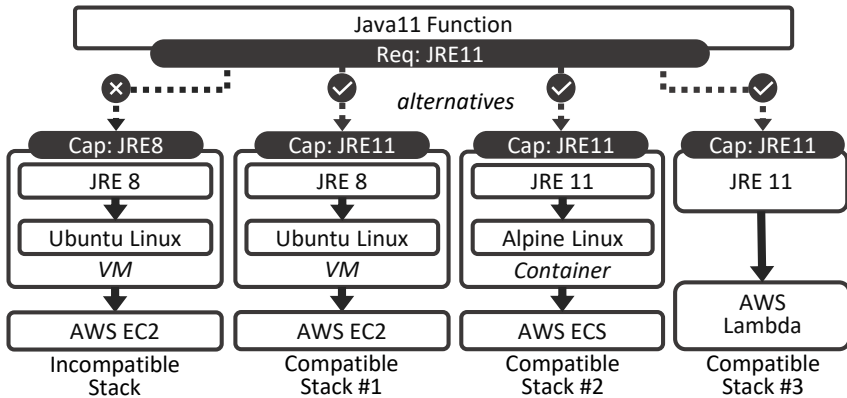 Java11 Function
Req: JRE11
alternatives
Cap: JRE8
Cap: JRE11
Cap: JRE11
Cap: JRE11
JRE 8
JRE 8
JRE 11
JRE 11
Ubuntu Linux
Ubuntu Linux
Alpine Linux
VM
VM
Container
AWS EC2
AWS EC2
AWS ECS
AWS
Lambda
Incompatible
Stack
Compatible
Stack #1
Compatible
Stack #2
Compatible
Stack #3